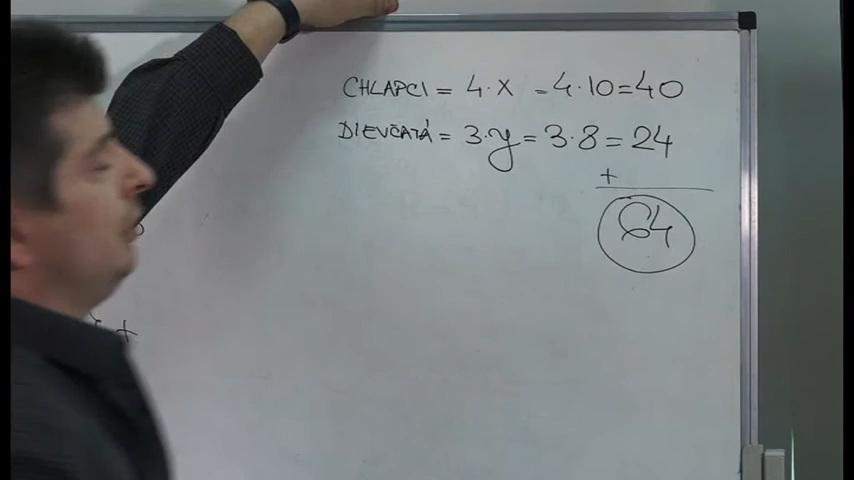 CHLAPCI = 4·X = 4·10=40
DIEVČATÁ = 3·y = 3·8 = 24
+
64
+